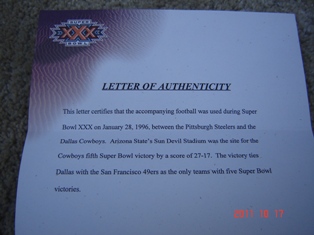 SUPER
XXX
BOWL
LETTER OF AUTHENTICITY
This letter certifies that the accompanying football was used during Super
Bowl XXX on January 28, 1996, between the Pittsburgh Steelers and the
Dallas Cowboys. Arizona State's Sun Devil Stadium was the site for the
Cowboys fifth Super Bowl victory by a score of 27-17. The victory ties
Dallas with the San Francisco 49ers as the only teams with five Super Bowl
victories.